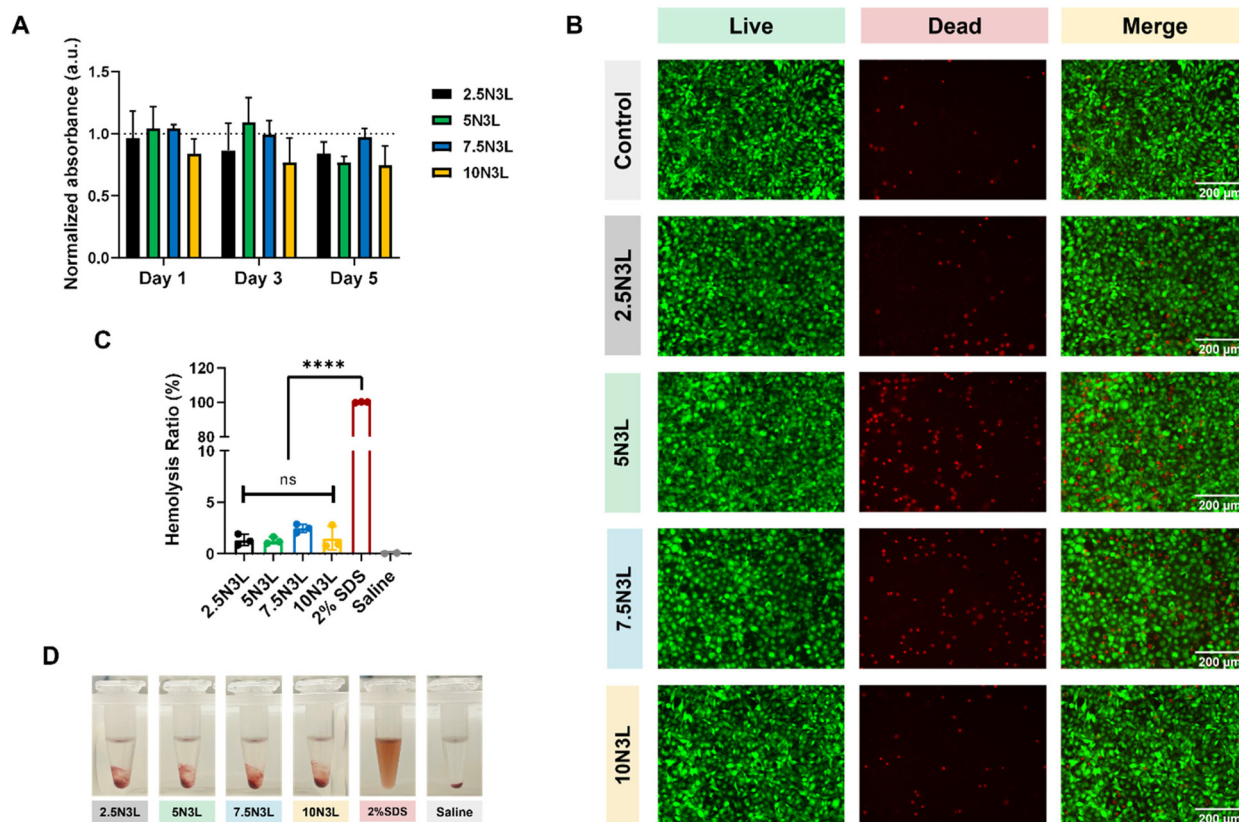 A
Normalized absorbance (a.u.)
1.5
1.0
0.5
0.0
Day 1 Day 3 Day 5
2.5N3L
5N3L
7.5N3L
10N3L
B
Live Dead Merge
Control
200 µm
2.5N3L
200 µm
5N3L
200 µm
7.5N3L
200 µm
10N3L
200 µm
C
Hemolysis Ratio (%)
120
100
80
10
5
0
****
ns
2.5N3L 5N3L 7.5N3L 10N3L 2% SDS Saline
D
2.5N3L 5N3L 7.5N3L 10N3L 2%SDS Saline